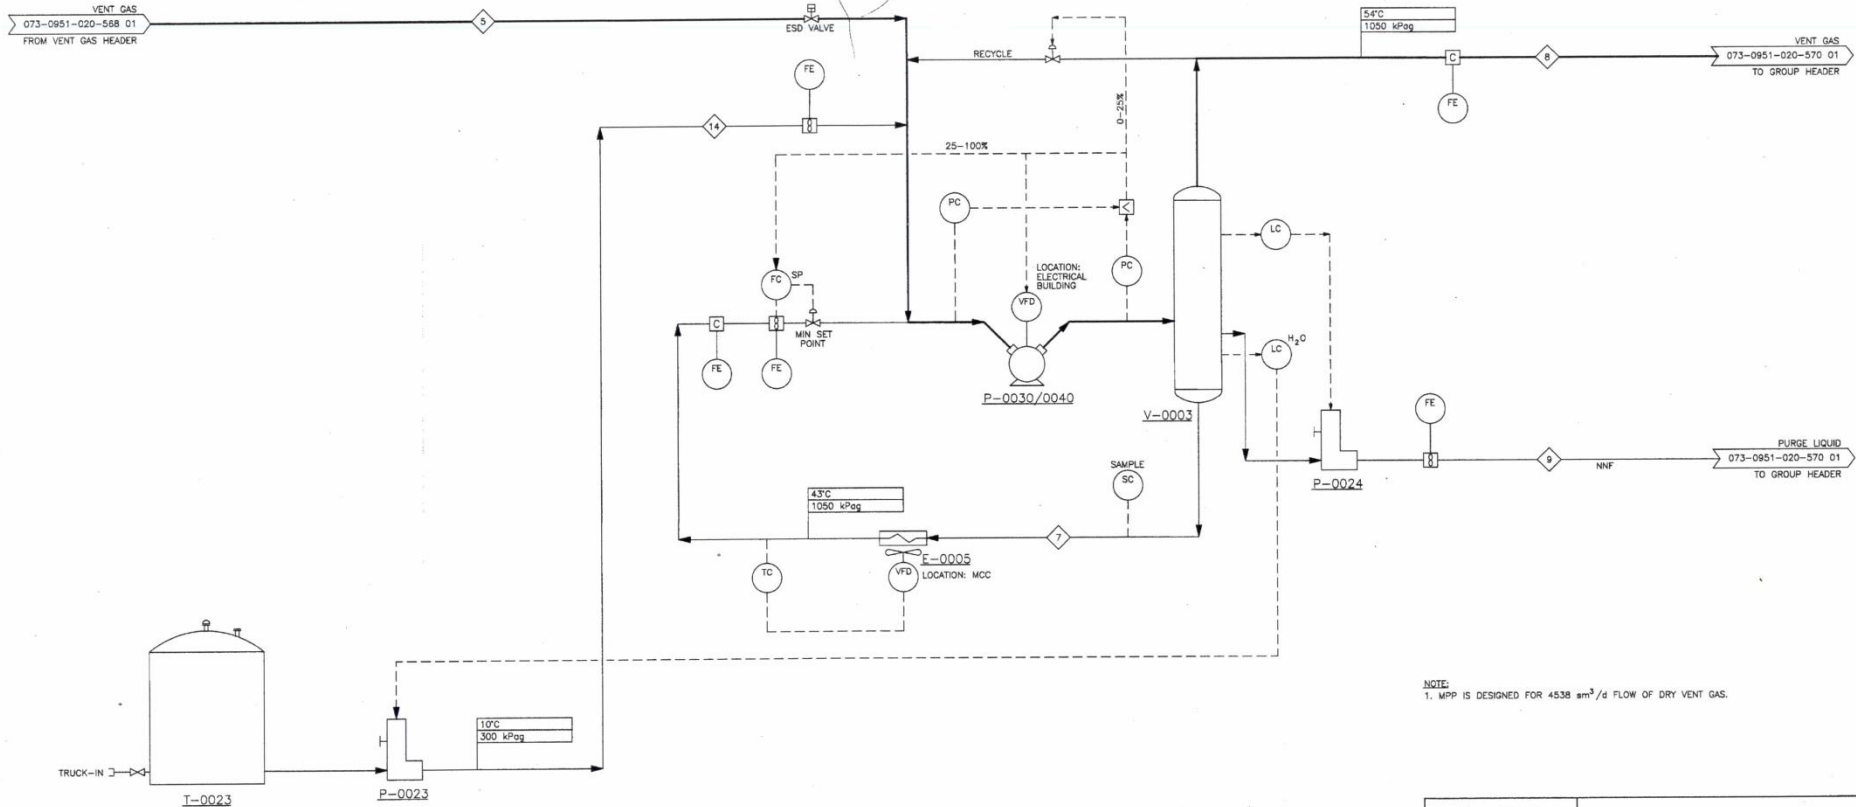 VENT GAS
073-0951-020-568 01
FROM VENT GAS HEADER
5
ESD VALVE
FE
14
RECYCLE
54°C
1050 kPag
C
FE
8
VENT GAS
073-0951-020-570 01
TO GROUP HEADER
0-25%
25-100%
PC
<
LC
PC
LOCATION:
ELECTRICAL
BUILDING
VFD
FC
SP
C
MIN SET
POINT
FE
FE
P-0030/0040
V-0003
LC
H2O
FE
P-0024
9
NNF
PURGE LIQUID
073-0951-020-570 01
TO GROUP HEADER
SAMPLE
SC
43°C
1050 kPag
7
E-0005
LOCATION: MCC
TC
VFD
NOTE:
1. MPP IS DESIGNED FOR 4538 sm³/d FLOW OF DRY VENT GAS.
10°C
300 kPag
TRUCK-IN
T-0023
P-0023